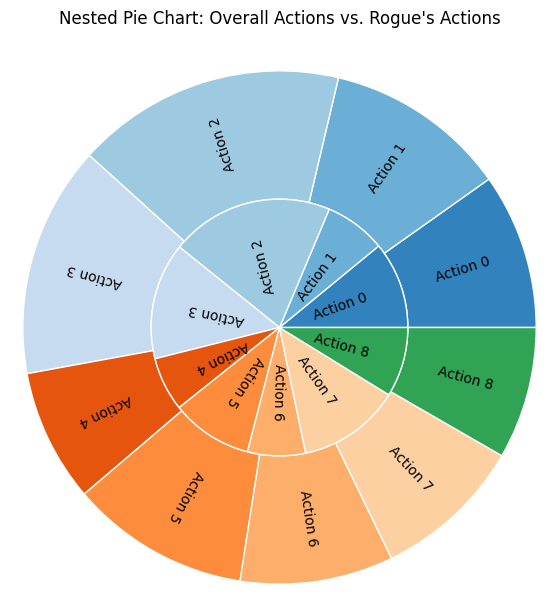 Nested Pie Chart: Overall Actions vs. Rogue's Actions
Action 0
Action 1
Action 2
Action 3
Action 4
Action 5
Action 6
Action 7
Action 8
Action 0
Action 1
Action 2
Action 3
Action 4
Action 5
Action 6
Action 7
Action 8